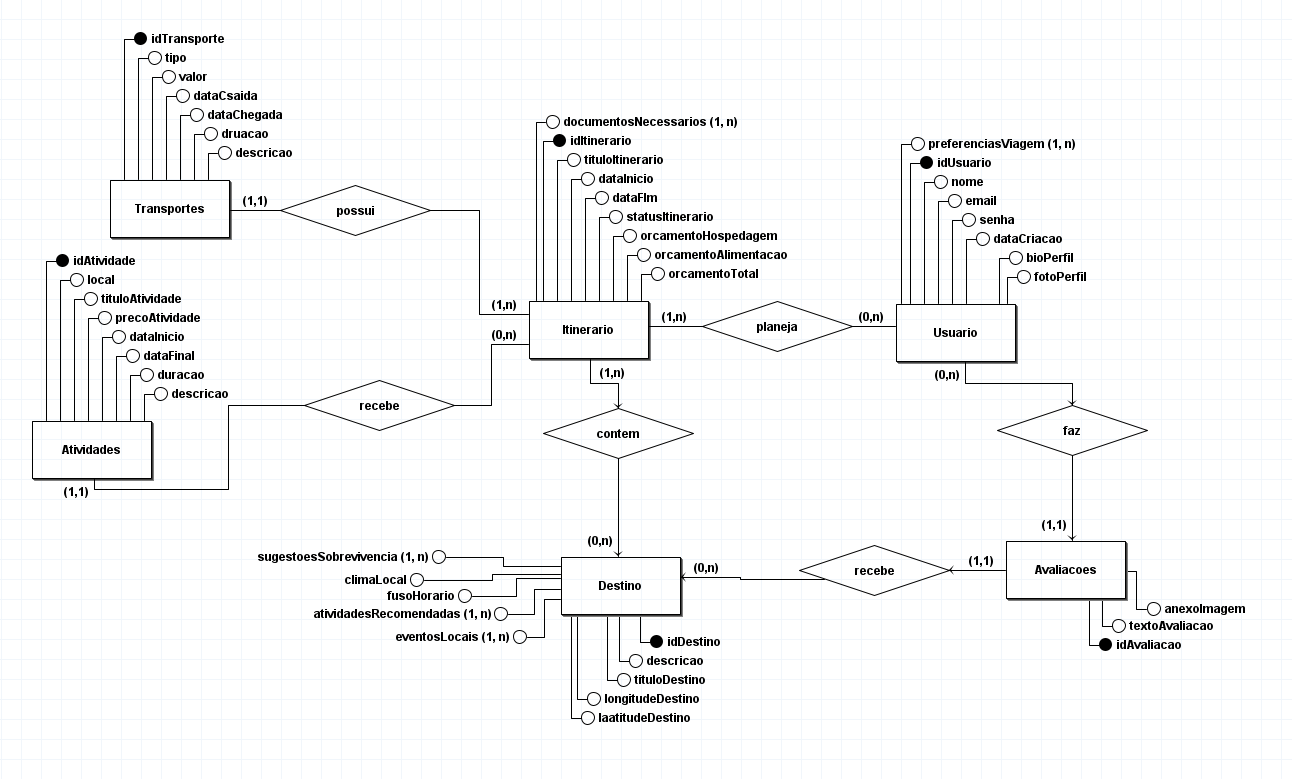 idTransporte
tipo
valor
dataCsaida
dataChegada
druacao
descricao
Transportes
(1,1)
possui
(1,n)
documentosNecessarios (1, n)
idItinerario
tituloItinerario
dataInicio
dataFIm
statusItinerario
orcamentoHospedagem
orcamentoAlimentacao
orcamentoTotal
Itinerario
preferenciasViagem (1, n)
idUsuario
nome
email
senha
dataCriacao
bioPerfil
fotoPerfil
Usuario
(1,n)
planeja
(0,n)
idAtividade
local
tituloAtividade
precoAtividade
dataInicio
dataFinal
duracao
descricao
Atividades
(1,1)
recebe
(0,n)
(1,n)
contem
(0,n)
(0,n)
faz
(1,1)
sugestoesSobrevivencia (1, n)
climaLocal
fusoHorario
atividadesRecomendadas (1, n)
eventosLocais (1, n)
Destino
(0,n)
recebe
(1,1)
Avaliacoes
anexoImagem
textoAvaliacao
idAvaliacao
idDestino
descricao
tituloDestino
longitudeDestino
laatitudeDestino